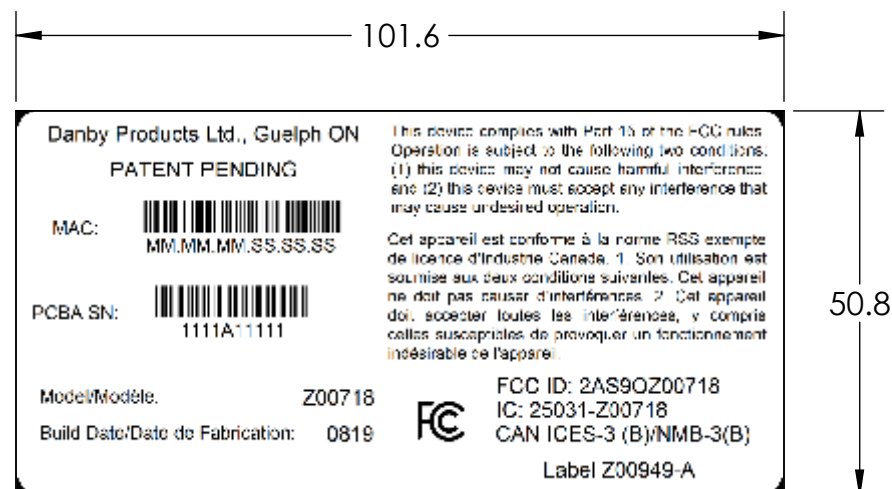 101.6
Danby Products Ltd., Guelph ON
PATENT PENDING
MAC:
MM.MM.MM.SS.SS.SS
PCBA SN:
1111A11111
Model/Modèle:
Z00718
Build Date/Date de Fabrication:
0819
This device complies with Part 15 of the FCC rules.
Operation is subject to the following two conditions:
(1) this device may not cause harmful interference,
and (2) this device must accept any interference that
may cause undesired operation.
Cet appareil est conforme à la norme RSS exempte
de licence d'Industrie Canada. 1. Son utilisation est
soumise aux deux conditions suivantes. Cet appareil
ne doit pas causer d'interférences. 2. Cet appareil
doit accepter toutes les interférences, y compris
celles susceptibles de provoquer un fonctionnement
indésirable de l'appareil.
FC
FCC ID: 2AS9OZ00718
IC: 25031-Z00718
CAN ICES-3 (B)/NMB-3(B)
Label Z00949-A
50.8